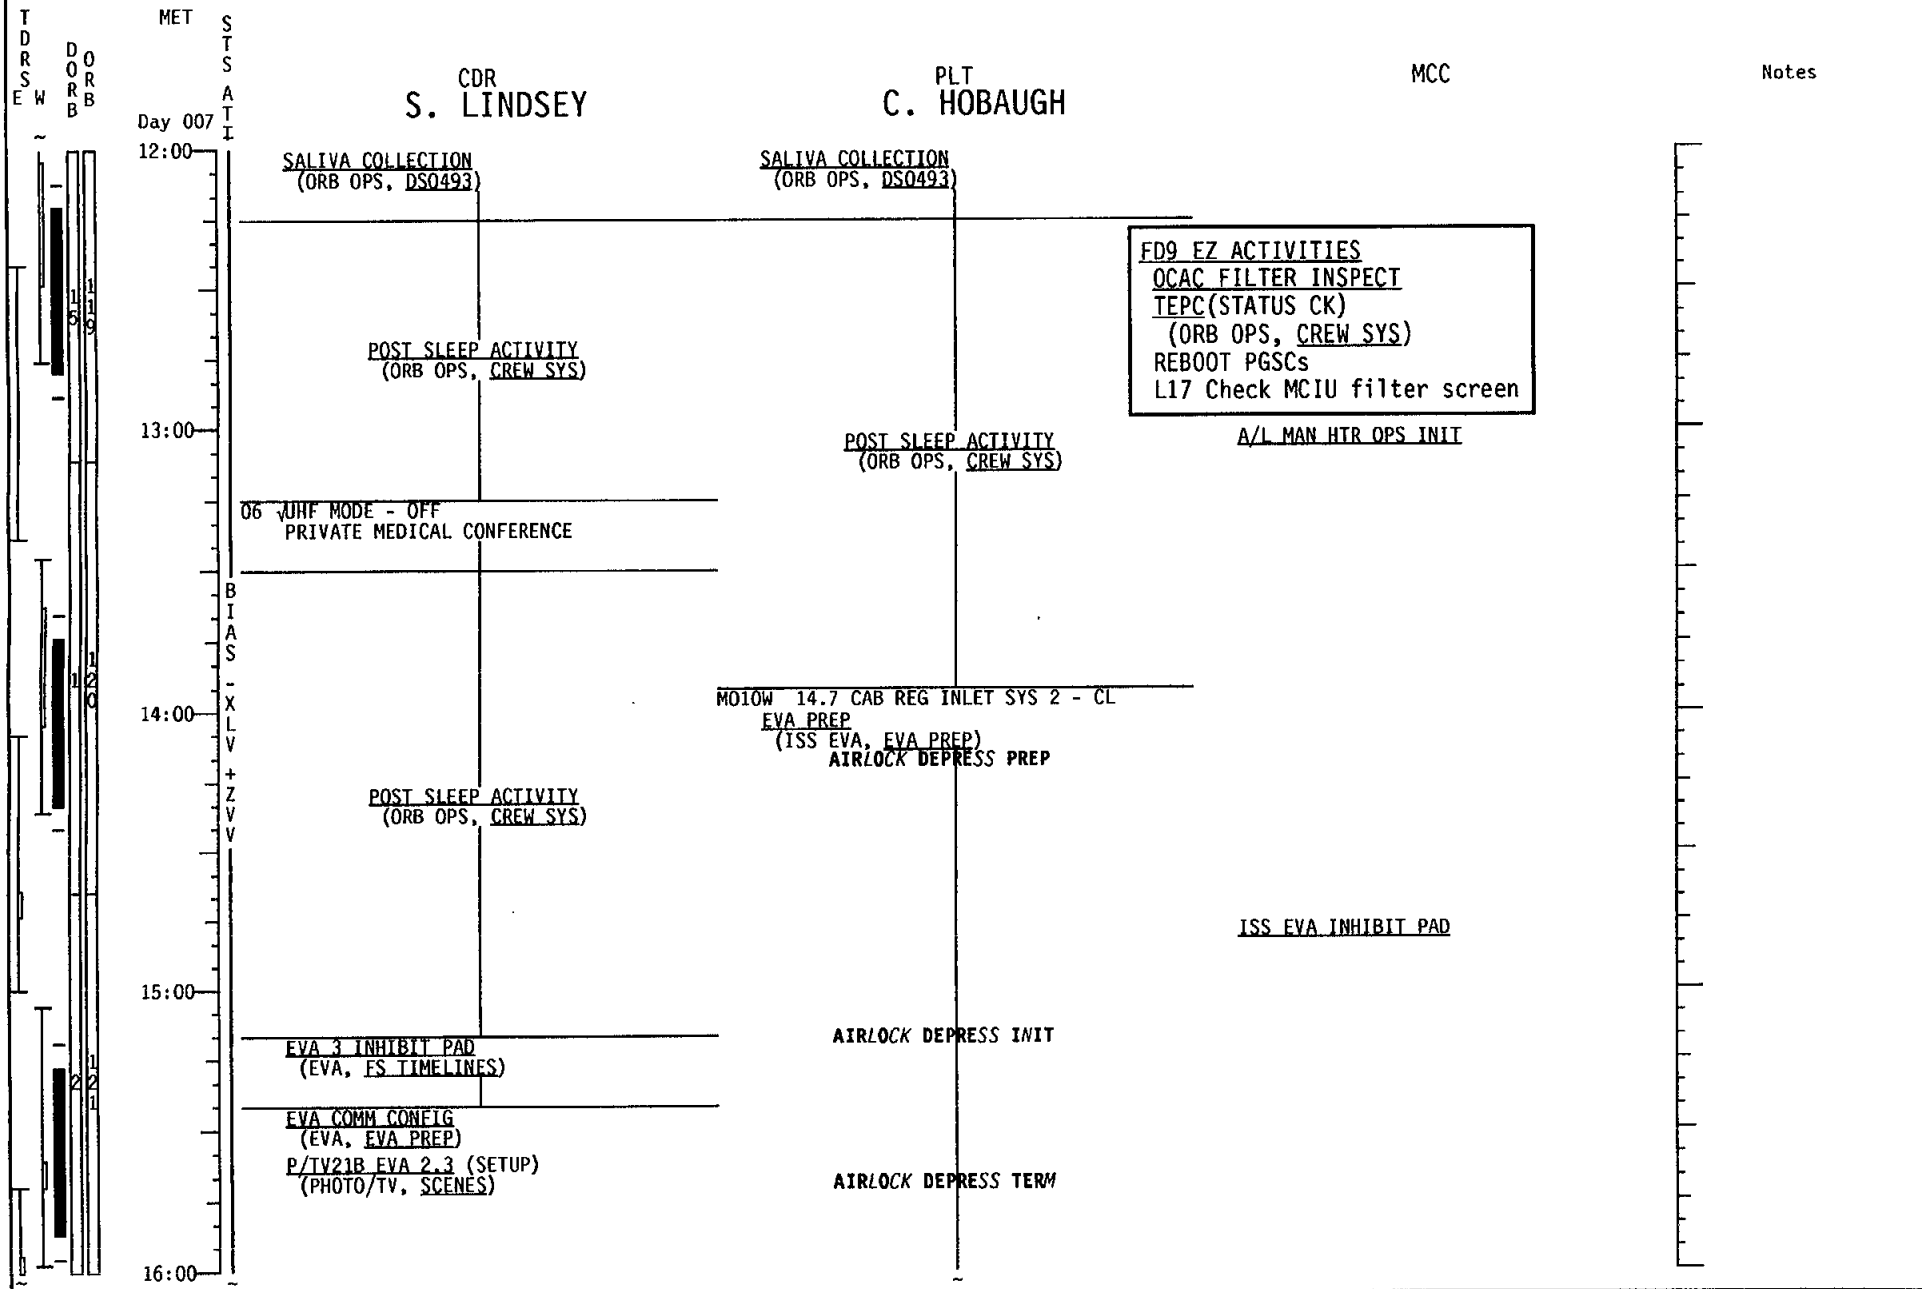 TDRS
E W
DORB
ORB
MET
STS ATT
CDR
S. LINDSEY
PLT
C. HOBAUGH
MCC
Notes
Day 007
12:00
SALIVA COLLECTION
(ORB OPS, DSO493)
SALIVA COLLECTION
(ORB OPS, DSO493)
FD9 EZ ACTIVITIES
OCAC FILTER INSPECT
TEPC(STATUS CK)
(ORB OPS, CREW SYS)
REBOOT PGSCs
L17 Check MCIU filter screen
15
119
POST SLEEP ACTIVITY
(ORB OPS, CREW SYS)
13:00
POST SLEEP ACTIVITY
(ORB OPS, CREW SYS)
A/L MAN HTR OPS INIT
06 √UHF MODE - OFF
PRIVATE MEDICAL CONFERENCE
BIAS -XLV +ZVV
1
120
14:00
MO10W 14.7 CAB REG INLET SYS 2 - CL
EVA PREP
(ISS EVA, EVA PREP)
AIRLOCK DEPRESS PREP
POST SLEEP ACTIVITY
(ORB OPS, CREW SYS)
ISS EVA INHIBIT PAD
15:00
AIRLOCK DEPRESS INIT
EVA 3 INHIBIT PAD
(EVA, FS TIMELINES)
2
121
EVA COMM CONFIG
(EVA, EVA PREP)
P/TV21B EVA 2.3 (SETUP)
(PHOTO/TV, SCENES)
AIRLOCK DEPRESS TERM
16:00